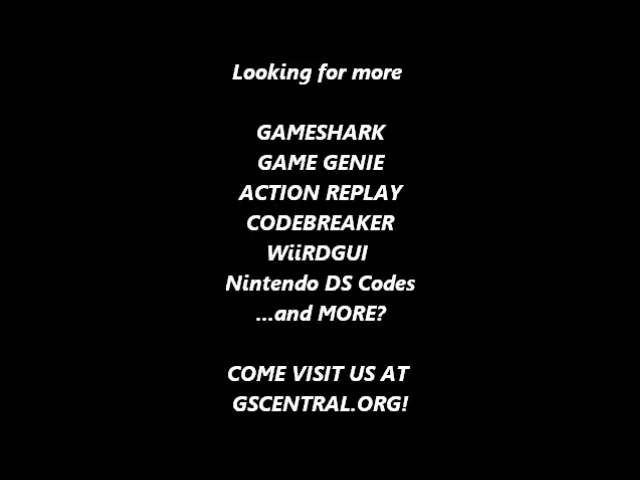 Looking for more
GAMESHARK
GAME GENIE
ACTION REPLAY
CODEBREAKER
WiiRDGUI
Nintendo DS Codes
...and MORE?
COME VISIT US AT
GSCENTRAL.ORG!